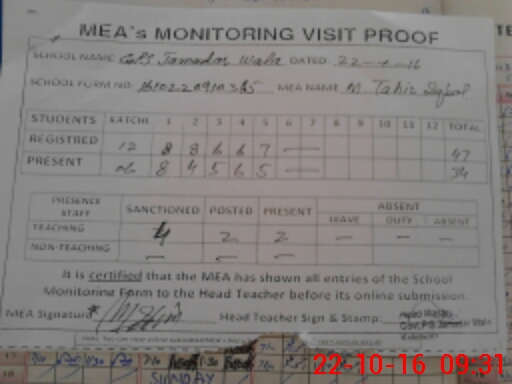 MEA's MONITORING VISIT PROOF
SCHOOL NAME: GPS Jamadar Wala DATED: 22
SCHOOL FORM NO. MEA NAME M. Tahir Iqbal
STUDENTS KATCHI 1 2 3 4 5 6 7 8 9 10 11 12 TOTAL
REGISTRED 12 8 8 6 6 7 — 47
PRESENT 06 8 4 5 6 5 — 34
PRESENCE STAFF SANCTIONED POSTED PRESENT ABSENT
LEAVE DUTY ABSENT
TEACHING 4 2 2 — — —
NON-TEACHING — — —
It is certified that the MEA has shown all entries of the School
Monitoring Form to the Head Teacher before its online submission.
MEA Signature Head Teacher Sign & Stamp
Govt. P/S Jamadar Wala
SUNDAY
22-10-16 09:31